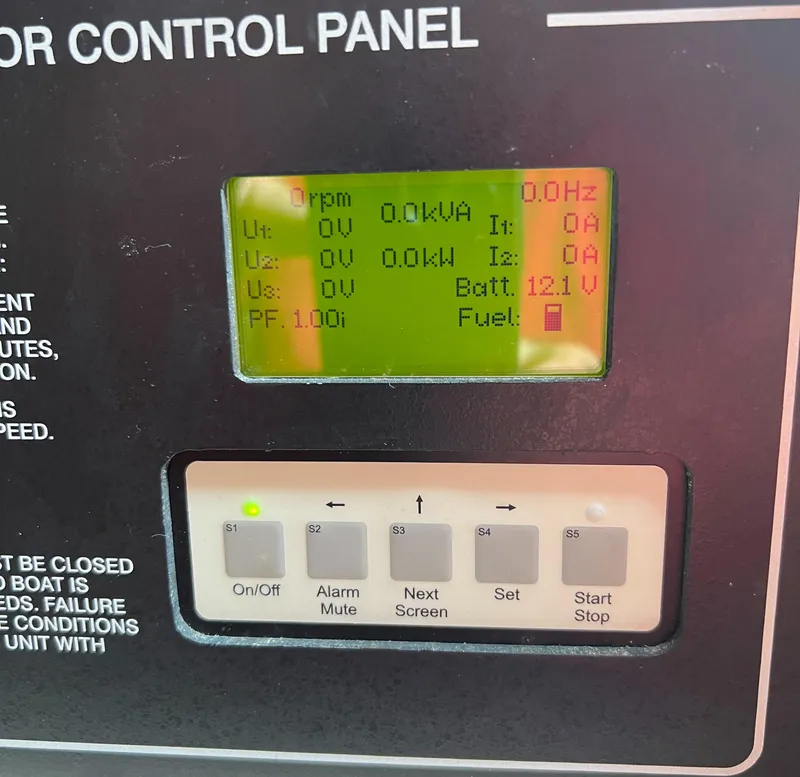 OR CONTROL PANEL
0rpm 0.0kVA 0.0Hz
U1: 0V I1: 0A
U2: 0V 0.0kW I2: 0A
U3: 0V Batt. 12.1 V
PF. 1.00i Fuel:
ENT
ND
UTES,
ON.
IS
PEED.
ST BE CLOSED
D BOAT IS
EDS. FAILURE
E CONDITIONS
UNIT WITH
← ↑ →
S1 S2 S3 S4 S5
On/Off
Alarm
Mute
Next
Screen
Set
Start
Stop